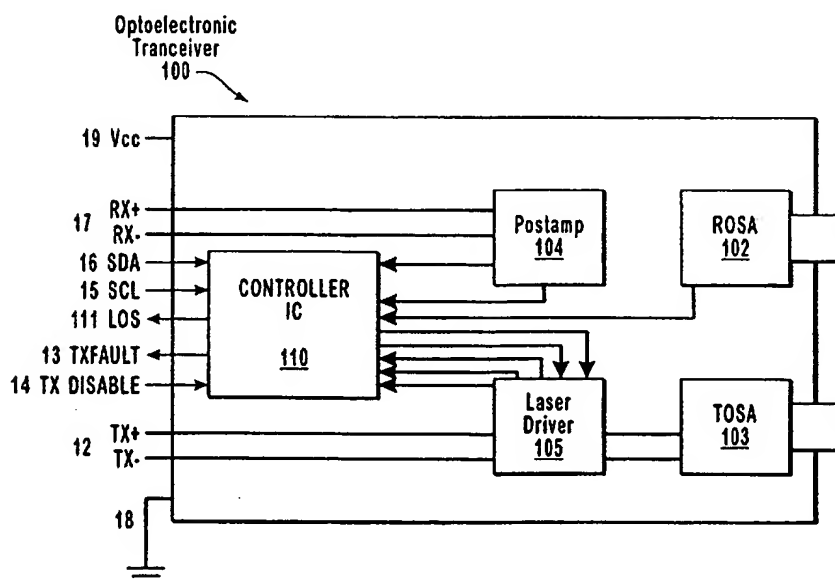 Optoelectronic
Tranceiver
100
19 Vcc
17 RX+
RX-
16 SDA
15 SCL
111 LOS
13 TXFAULT
14 TX DISABLE
12 TX+
TX-
18
CONTROLLER
IC
110
Postamp
104
ROSA
102
Laser
Driver
105
TOSA
103